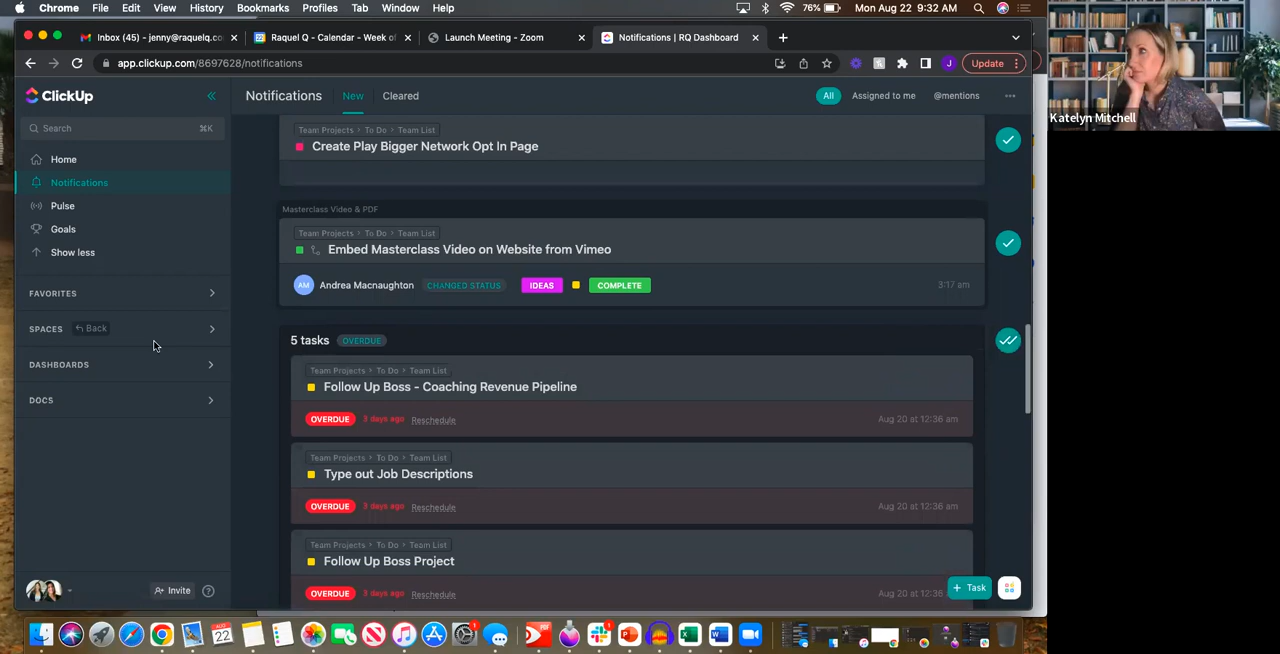 Chrome File Edit View History Bookmarks Profiles Tab Window Help 76% Mon Aug 22 9:32 AM
Inbox (45) - jenny@raquelq.c Raquel Q - Calendar - Week of Launch Meeting - Zoom Notifications | RQ Dashboard
app.clickup.com/8697628/notifications J Update
ClickUp
Search ⌘K
Home
Notifications
Pulse
Goals
Show less
FAVORITES
SPACES Back
DASHBOARDS
DOCS
Invite
Notifications New Cleared All Assigned to me @mentions
Team Projects > To Do > Team List
Create Play Bigger Network Opt In Page
Masterclass Video & PDF
Team Projects > To Do > Team List
Embed Masterclass Video on Website from Vimeo
AM Andrea Macnaughton CHANGED STATUS IDEAS COMPLETE 3:17 am
5 tasks OVERDUE
Team Projects > To Do > Team List
Follow Up Boss - Coaching Revenue Pipeline
OVERDUE 3 days ago Reschedule Aug 20 at 12:36 am
Team Projects > To Do > Team List
Type out Job Descriptions
OVERDUE 3 days ago Reschedule Aug 20 at 12:36 am
Team Projects > To Do > Team List
Follow Up Boss Project
OVERDUE 3 days ago Reschedule Aug 20 at 12:36 am
+ Task
Katelyn Mitchell
AUG
22